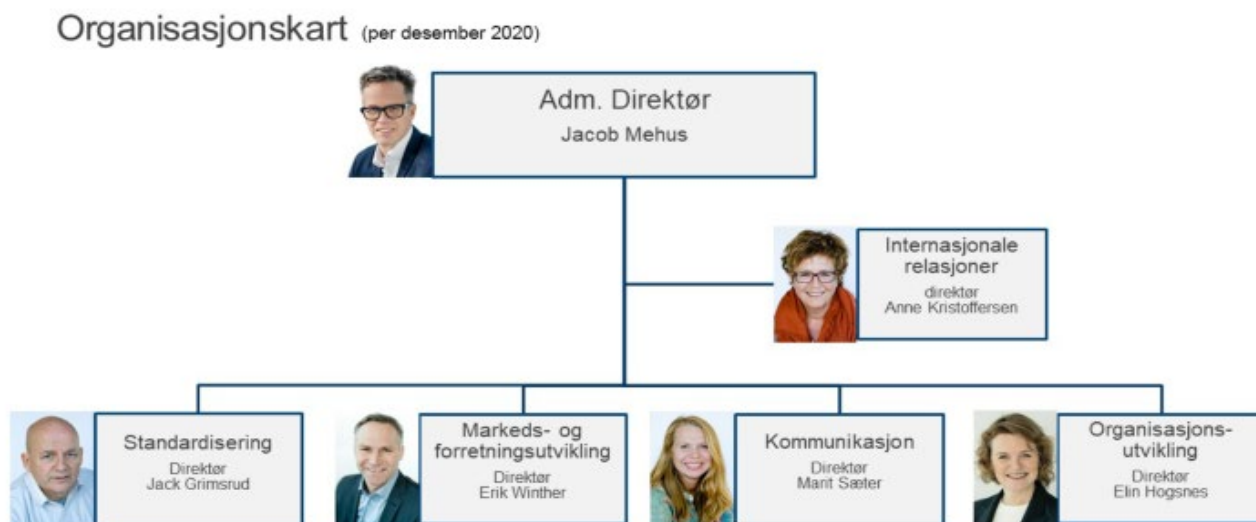 Organisasjonskart (per desember 2020)
Adm. Direktør
Jacob Mehus
Internasjonale
relasjoner
direktør
Anne Kristoffersen
Standardisering
Direktør
Jack Grimsrud
Markeds- og
forretningsutvikling
Direktør
Erik Winther
Kommunikasjon
Direktør
Marit Sæter
Organisasjons-
utvikling
Direktør
Elin Hogsnes